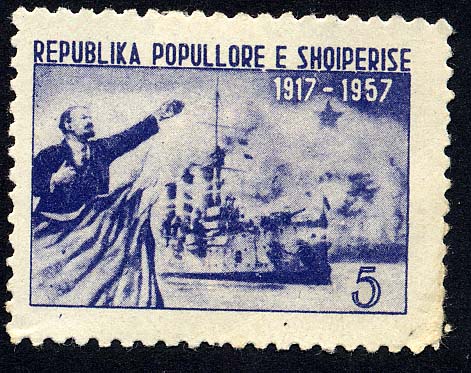 REPUBLIKA POPULLORE E SHQIPERISE
1917-1957
5